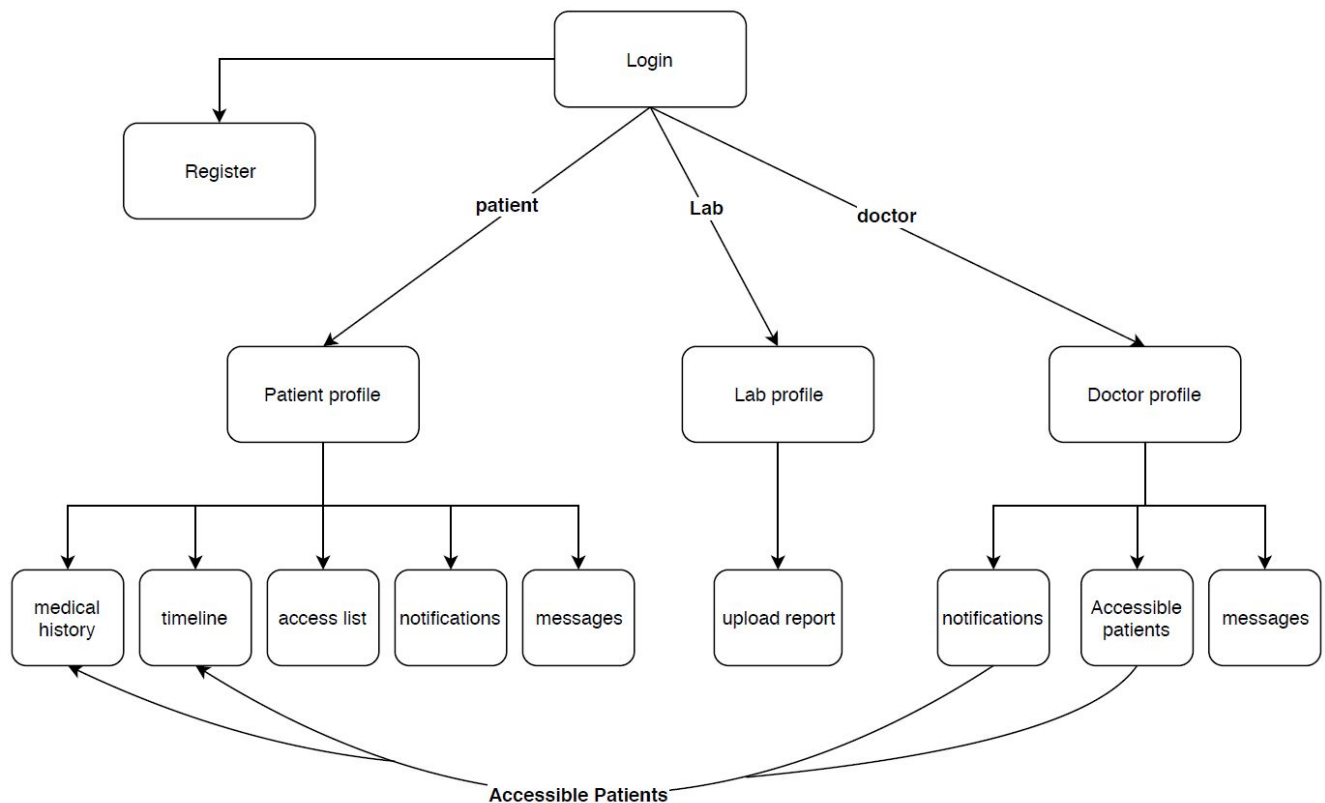 Login
Register
patient
Lab
doctor
Patient profile
Lab profile
Doctor profile
medical
history
timeline
access list
notifications
messages
upload report
notifications
Accessible
patients
messages
Accessible Patients